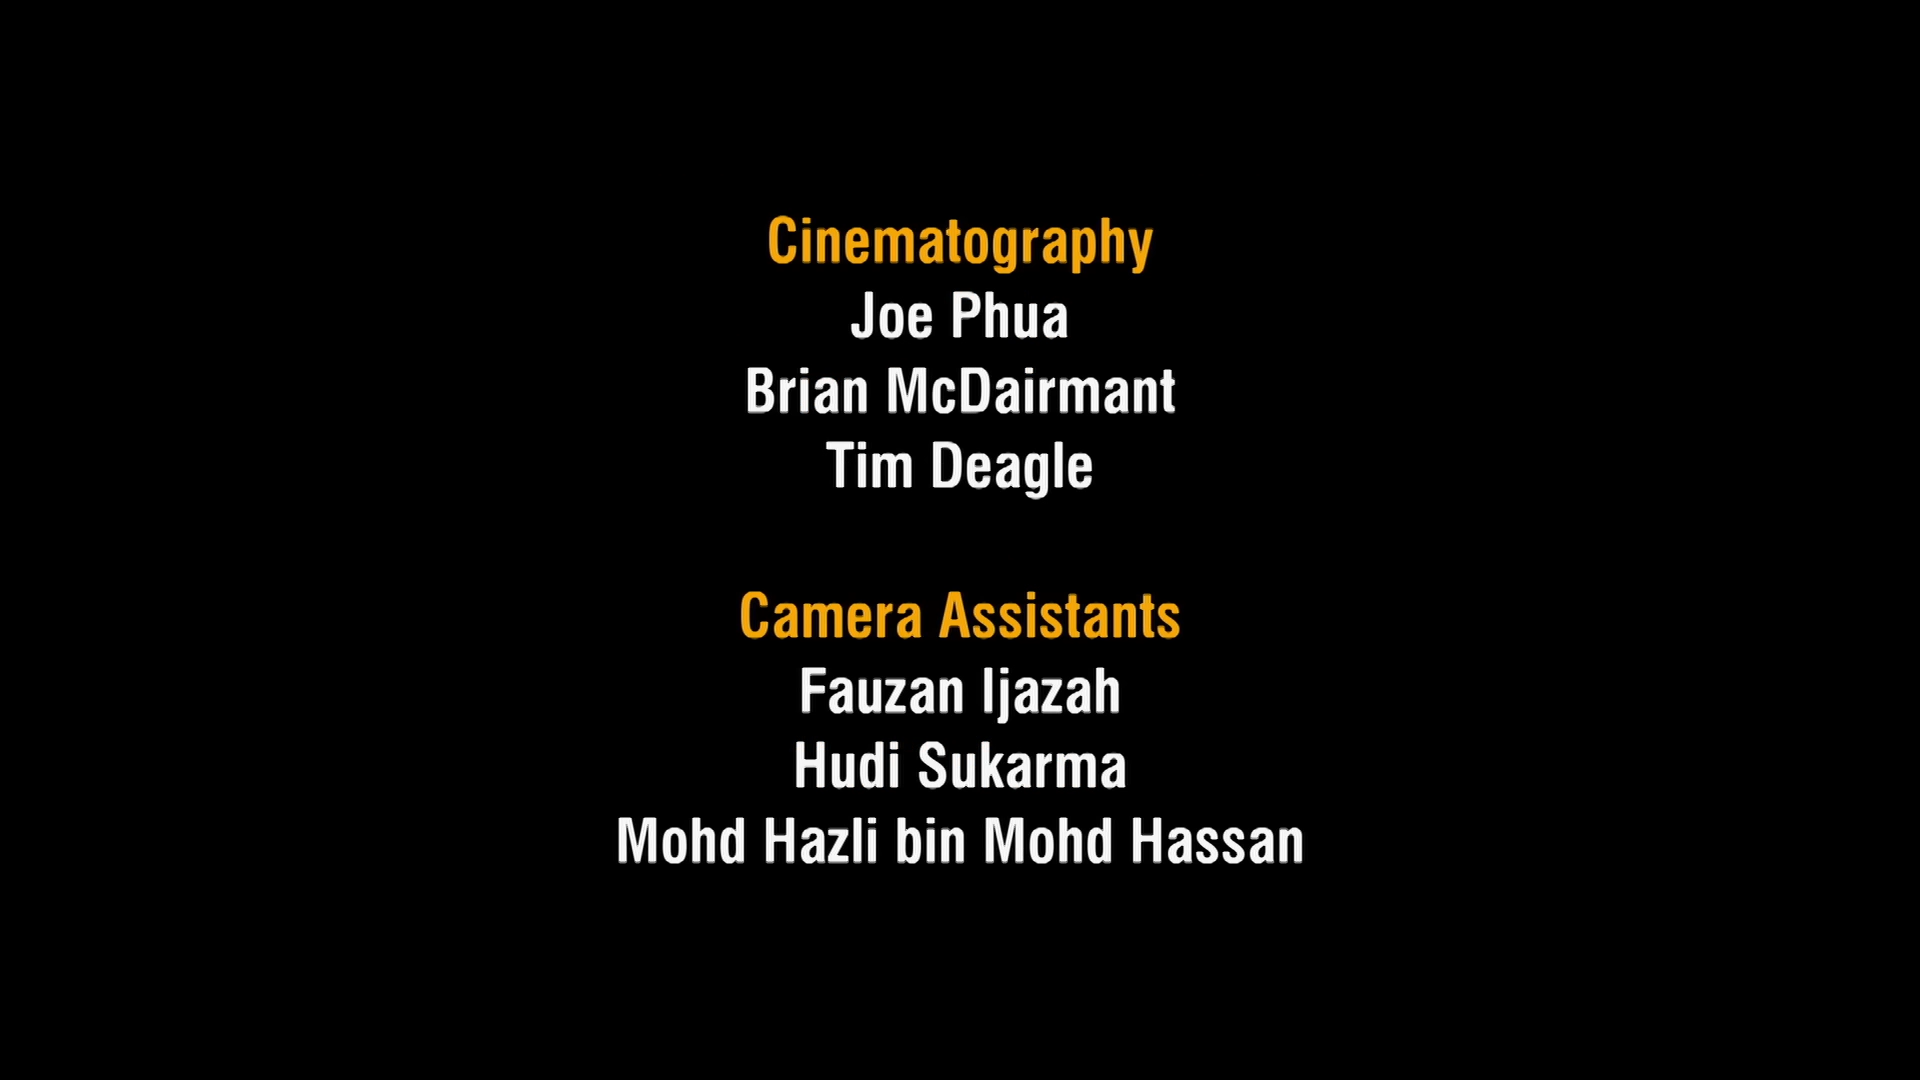 Cinematography
Joe Phua
Brian McDairmant
Tim Deagle
Camera Assistants
Fauzan Ijazah
Hudi Sukarma
Mohd Hazli bin Mohd Hassan